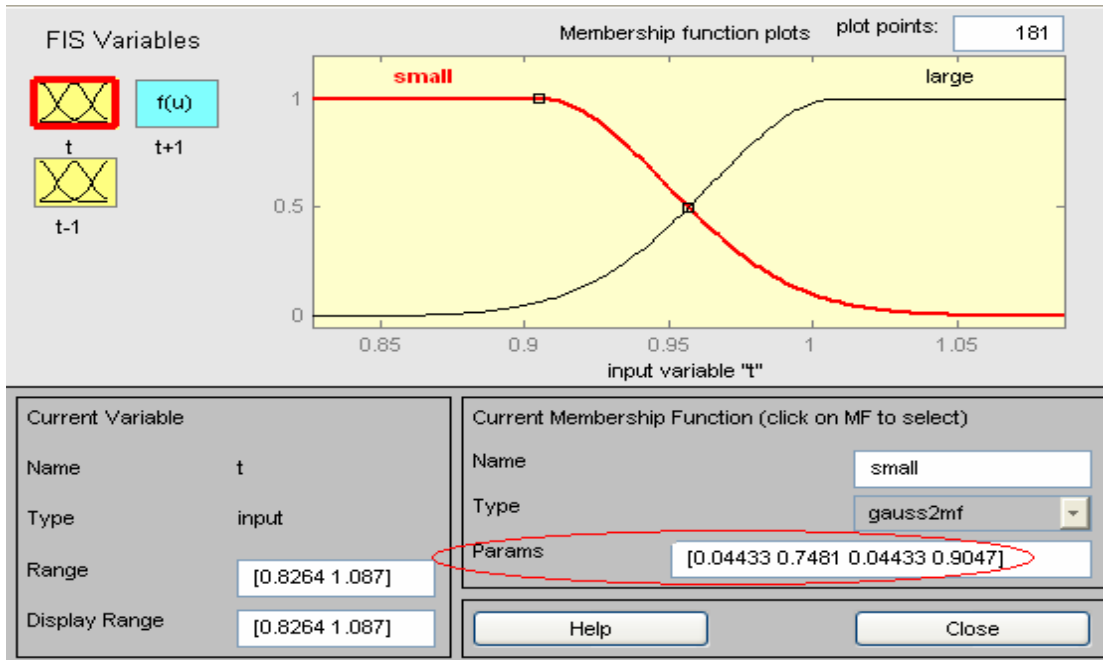 FIS Variables
f(u)
t
t+1
t-1
Membership function plots
plot points:
181
small
large
1
0.5
0
0.85
0.9
0.95
1
1.05
input variable "t"
Current Variable
Name
t
Type
input
Range
[0.8264 1.087]
Display Range
[0.8264 1.087]
Current Membership Function (click on MF to select)
Name
small
Type
gauss2mf
Params
[0.04433 0.7481 0.04433 0.9047]
Help
Close